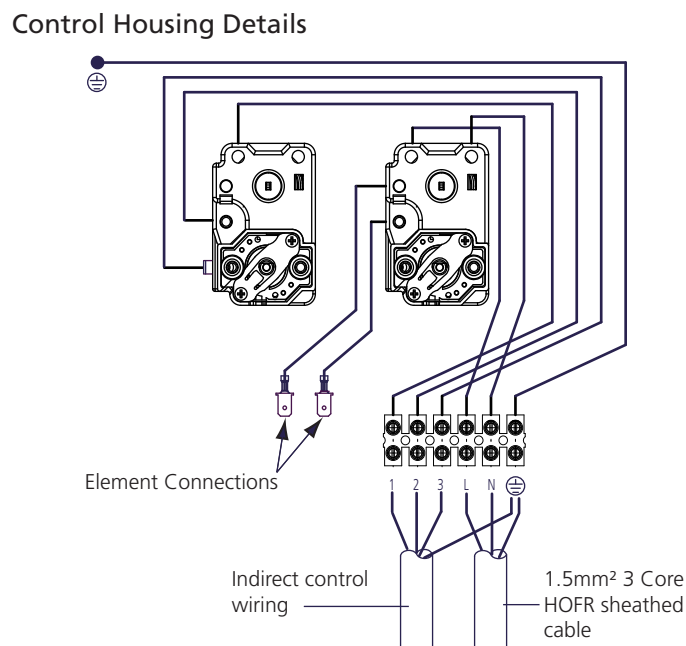 Control Housing Details
Element Connections
1 2 3 L N
Indirect control
wiring
1.5mm² 3 Core
HOFR sheathed
cable